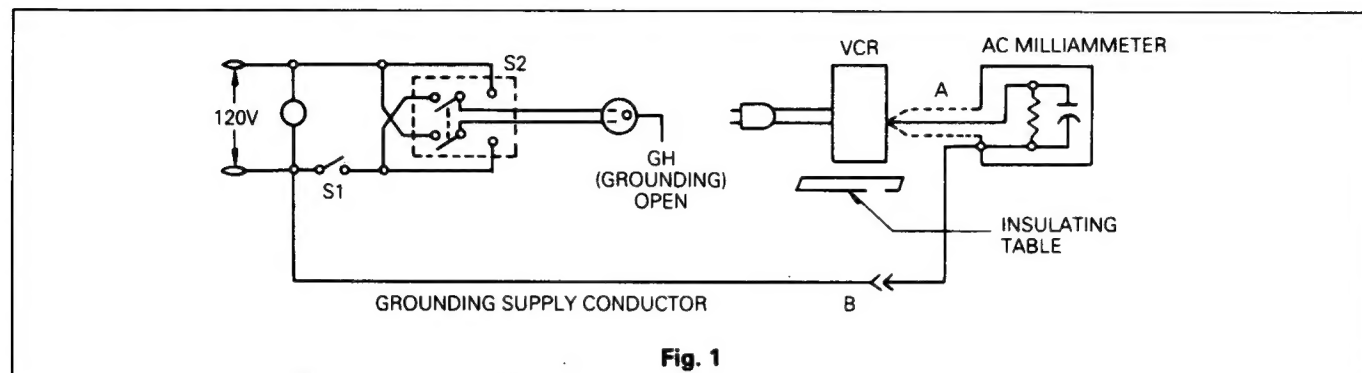 S2
VCR
AC MILLIAMMETER
120V
A
S1
GH
(GROUNDING)
OPEN
INSULATING
TABLE
GROUNDING SUPPLY CONDUCTOR
B
Fig. 1